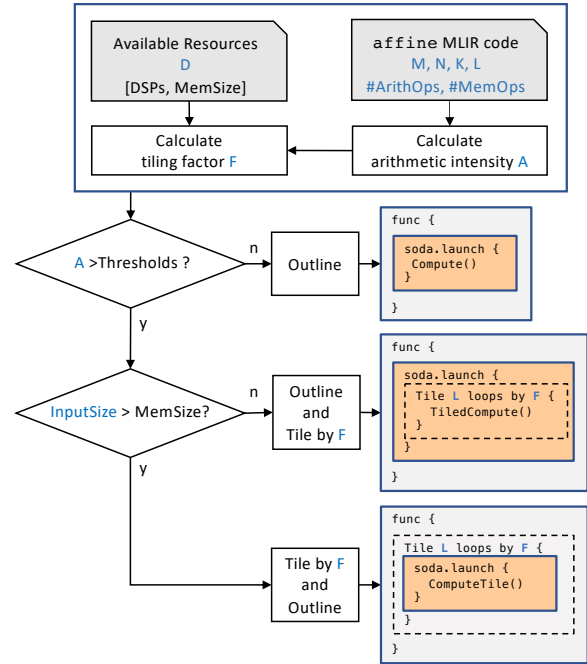 Available Resources
D
[DSPs, MemSize]
affine MLIR code
M, N, K, L
#ArithOps, #MemOps
Calculate
tiling factor F
Calculate
arithmetic intensity A
A >Thresholds ?
n
Outline
func {
soda.launch {
Compute()
}
}
y
InputSize > MemSize?
n
Outline
and
Tile by F
func {
soda.launch {
Tile L loops by F {
TiledCompute()
}
}
}
y
Tile by F
and
Outline
func {
Tile L loops by F {
soda.launch {
ComputeTile()
}
}
}